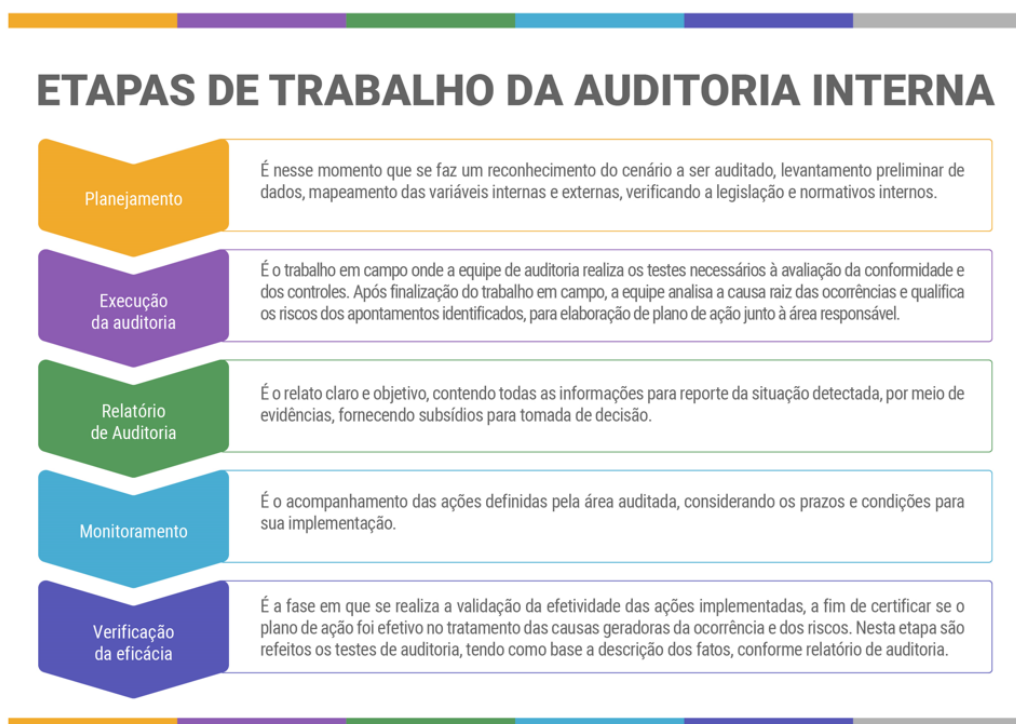 ETAPAS DE TRABALHO DA AUDITORIA INTERNA
Planejamento
É nesse momento que se faz um reconhecimento do cenário a ser auditado, levantamento preliminar de
dados, mapeamento das variáveis internas e externas, verificando a legislação e normativos internos.
Execução
da auditoria
É o trabalho em campo onde a equipe de auditoria realiza os testes necessários à avaliação da conformidade e
dos controles. Após finalização do trabalho em campo, a equipe analisa a causa raiz das ocorrências e qualifica
os riscos dos apontamentos identificados, para elaboração de plano de ação junto à área responsável.
Relatório
de Auditoria
É o relato claro e objetivo, contendo todas as informações para reporte da situação detectada, por meio de
evidências, fornecendo subsídios para tomada de decisão.
Monitoramento
É o acompanhamento das ações definidas pela área auditada, considerando os prazos e condições para
sua implementação.
Verificação
da eficácia
É a fase em que se realiza a validação da efetividade das ações implementadas, a fim de certificar se o
plano de ação foi efetivo no tratamento das causas geradoras da ocorrência e dos riscos. Nesta etapa são
refeitos os testes de auditoria, tendo como base a descrição dos fatos, conforme relatório de auditoria.